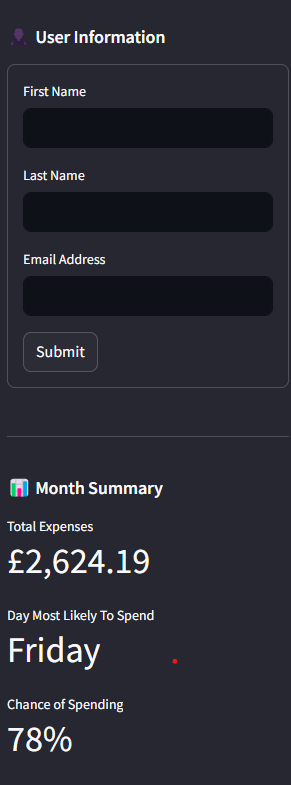 User Information
First Name
Last Name
Email Address
Submit
Month Summary
Total Expenses
£2,624.19
Day Most Likely To Spend
Friday
Chance of Spending
78%